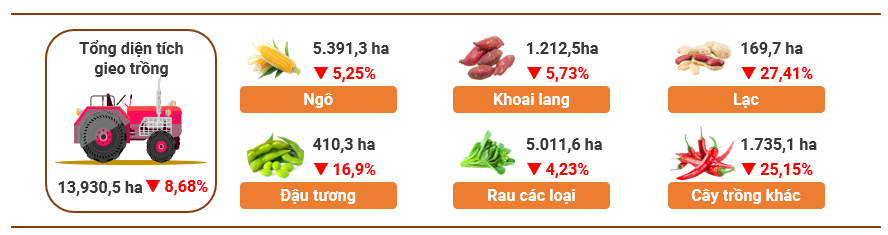 Tổng diện tích
gieo trồng
13,930,5 ha ▼ 8,68%
5.391,3 ha
▼ 5,25%
Ngô
1.212,5ha
▼ 5,73%
Khoai lang
169,7 ha
▼ 27,41%
Lạc
410,3 ha
▼ 16,9%
Đậu tương
5.011,6 ha
▼ 4,23%
Rau các loại
1.735,1 ha
▼ 25,15%
Cây trồng khác